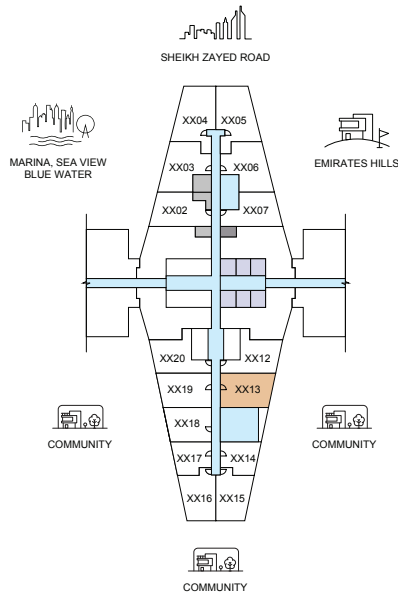 SHEIKH ZAYED ROAD
MARINA, SEA VIEW
BLUE WATER
EMIRATES HILLS
XX04
XX05
XX03
XX06
XX02
XX07
XX20
XX12
XX19
XX13
XX18
XX17
XX14
XX16
XX15
COMMUNITY
COMMUNITY
COMMUNITY